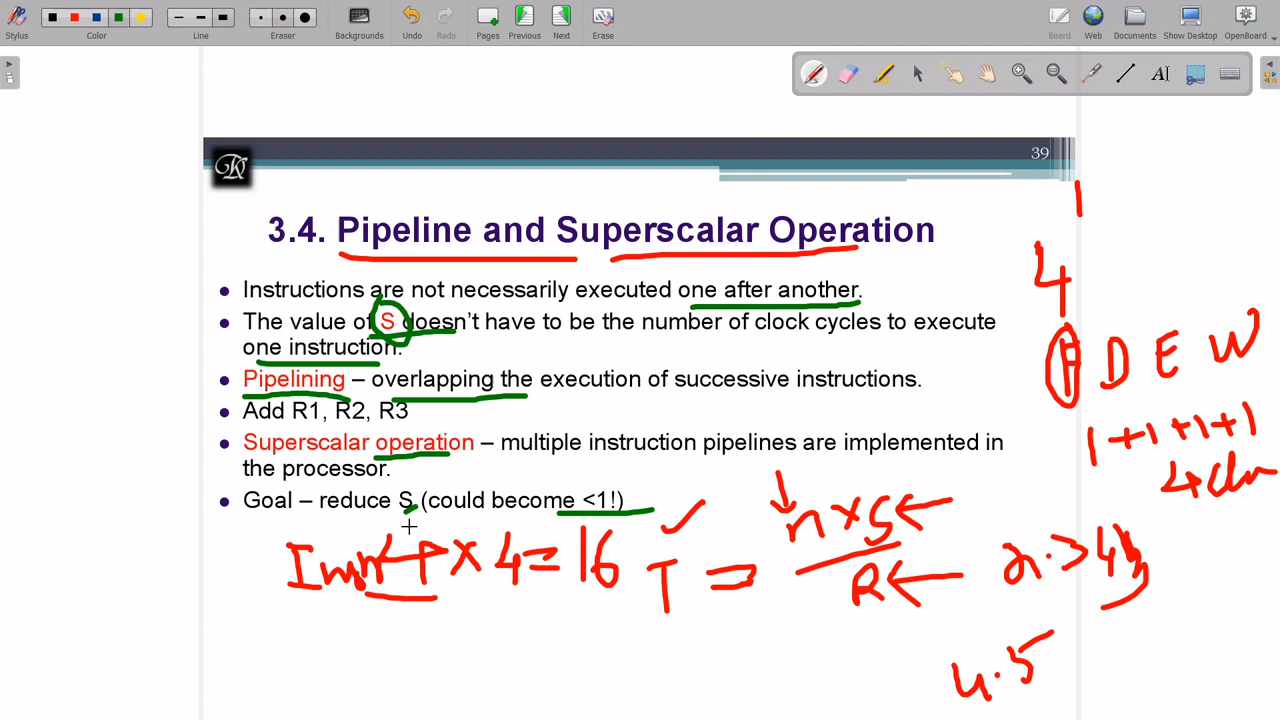 Stylus Color Line Eraser Backgrounds Undo Redo Pages Previous Next Erase Board Web Documents Show Desktop OpenBoard
39
3.4. Pipeline and Superscalar Operation
• Instructions are not necessarily executed one after another.
• The value of S doesn't have to be the number of clock cycles to execute
one instruction.
• Pipelining – overlapping the execution of successive instructions.
• Add R1, R2, R3
• Superscalar operation – multiple instruction pipelines are implemented in
the processor.
• Goal – reduce S (could become <1!)
1
4
F D E W
1+1+1+1
4
X 4 = 16
T = n x S
R
4.5